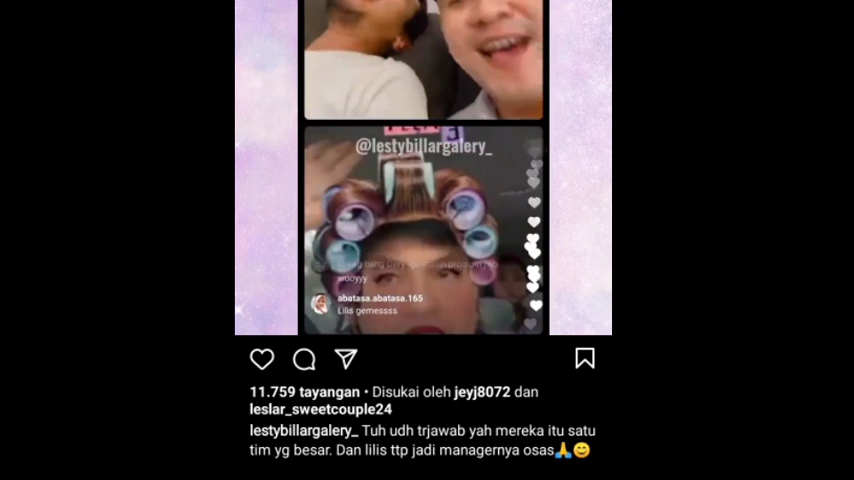 @lestybillargalery_
wooyyy
abatasa.abatasa.165
Lilis gemessss
11.759 tayangan • Disukai oleh jeyj8072 dan
leslar_sweetcouple24
lestybillargalery_ Tuh udh trjawab yah mereka itu satu
tim yg besar. Dan lilis ttp jadi managernya osas🙏😊